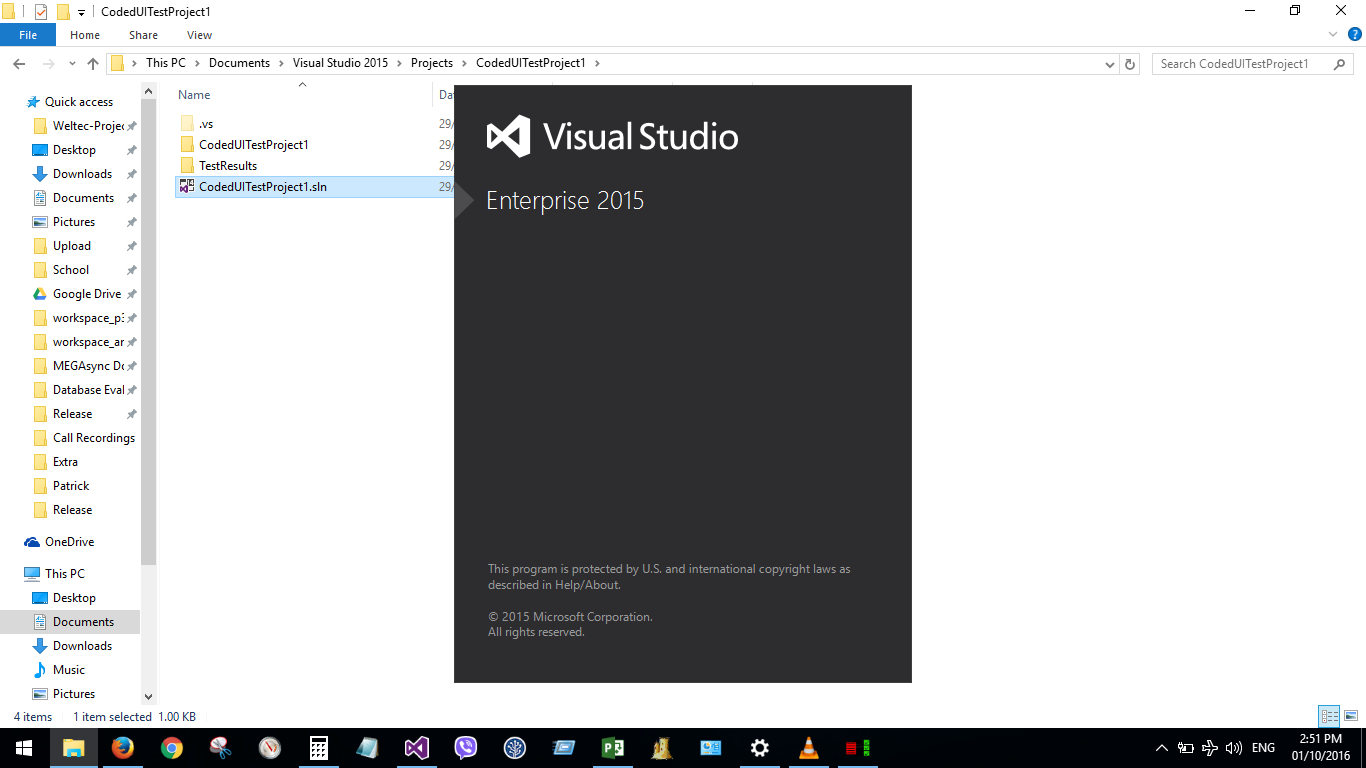 CodedUITestProject1
File Home Share View
This PC Documents Visual Studio 2015 Projects CodedUITestProject1
Search CodedUITestProject1
Quick access
Weltec-Projec
Desktop
Downloads
Documents
Pictures
Upload
School
Google Drive
workspace_p3
workspace_ar
MEGAsync Do
Database Eval
Release
Call Recordings
Extra
Patrick
Release
OneDrive
This PC
Desktop
Documents
Downloads
Music
Pictures
Name Da
.vs 29/
CodedUITestProject1 29/
TestResults 29/
CodedUITestProject1.sln 29/
Visual Studio
Enterprise 2015
This program is protected by U.S. and international copyright laws as
described in Help/About.
© 2015 Microsoft Corporation.
All rights reserved.
4 items 1 item selected 1.00 KB
ENG
2:51 PM
01/10/2016